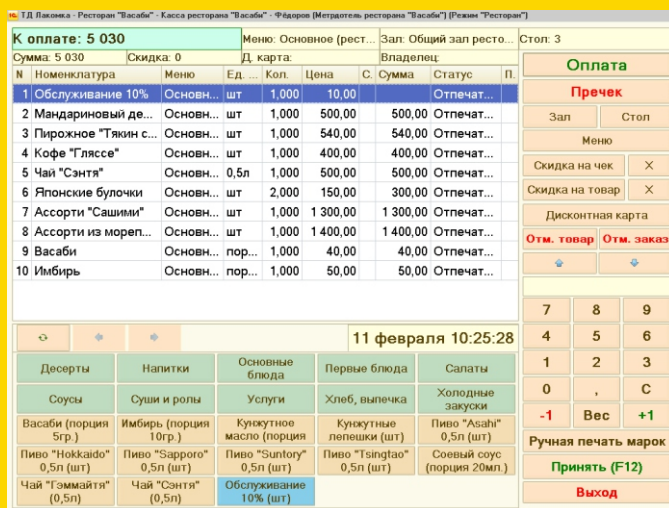 ТД Лакомка - Ресторан "Васаби" - Касса ресторана "Васаби" - Фёдоров (Метрдотель ресторана "Васаби") (Режим "Ресторан")
К оплате: 5 030 Меню: Основное (рест... Зал: Общий зал ресто... Стол: 3
Сумма: 5 030 Скидка: 0 Д. карта: Владелец:
N Номенклатура Меню Ед. ... Кол. Цена С. Сумма Статус П.
1 Обслуживание 10% Основн... шт 1,000 10,00 Отпечат...
2 Мандариновый де... Основн... шт 1,000 500,00 500,00 Отпечат...
3 Пирожное "Тякин с... Основн... шт 1,000 540,00 540,00 Отпечат...
4 Кофе "Гляссе" Основн... шт 1,000 400,00 400,00 Отпечат...
5 Чай "Сэнтя" Основн... 0,5л 1,000 500,00 500,00 Отпечат...
6 Японские булочки Основн... шт 2,000 150,00 300,00 Отпечат...
7 Ассорти "Сашими" Основн... шт 1,000 1 300,00 1 300,00 Отпечат...
8 Ассорти из мореп... Основн... шт 1,000 1 400,00 1 400,00 Отпечат...
9 Васаби Основн... пор... 1,000 40,00 40,00 Отпечат...
10 Имбирь Основн... пор... 1,000 50,00 50,00 Отпечат...
11 февраля 10:25:28
Десерты Напитки Основные блюда Первые блюда Салаты
Соусы Суши и ролы Услуги Хлеб, выпечка Холодные закуски
Васаби (порция 5гр.) Имбирь (порция 10гр.) Кунжутное масло (порция Кунжутные лепешки (шт) Пиво "Asahi" 0,5л (шт)
Пиво "Hokkaido" 0,5л (шт) Пиво "Sapporo" 0,5л (шт) Пиво "Suntory" 0,5л (шт) Пиво "Tsingtao" 0,5л (шт) Соевый соус (порция 20мл.)
Чай "Гэммайтя" (0,5л) Чай "Сэнтя" (0,5л) Обслуживание 10% (шт)
Оплата
Пречек
Зал Стол
Меню
Скидка на чек X
Скидка на товар X
Дисконтная карта
Отм. товар Отм. заказ
7 8 9
4 5 6
1 2 3
0 , C
-1 Вес +1
Ручная печать марок
Принять (F12)
Выход